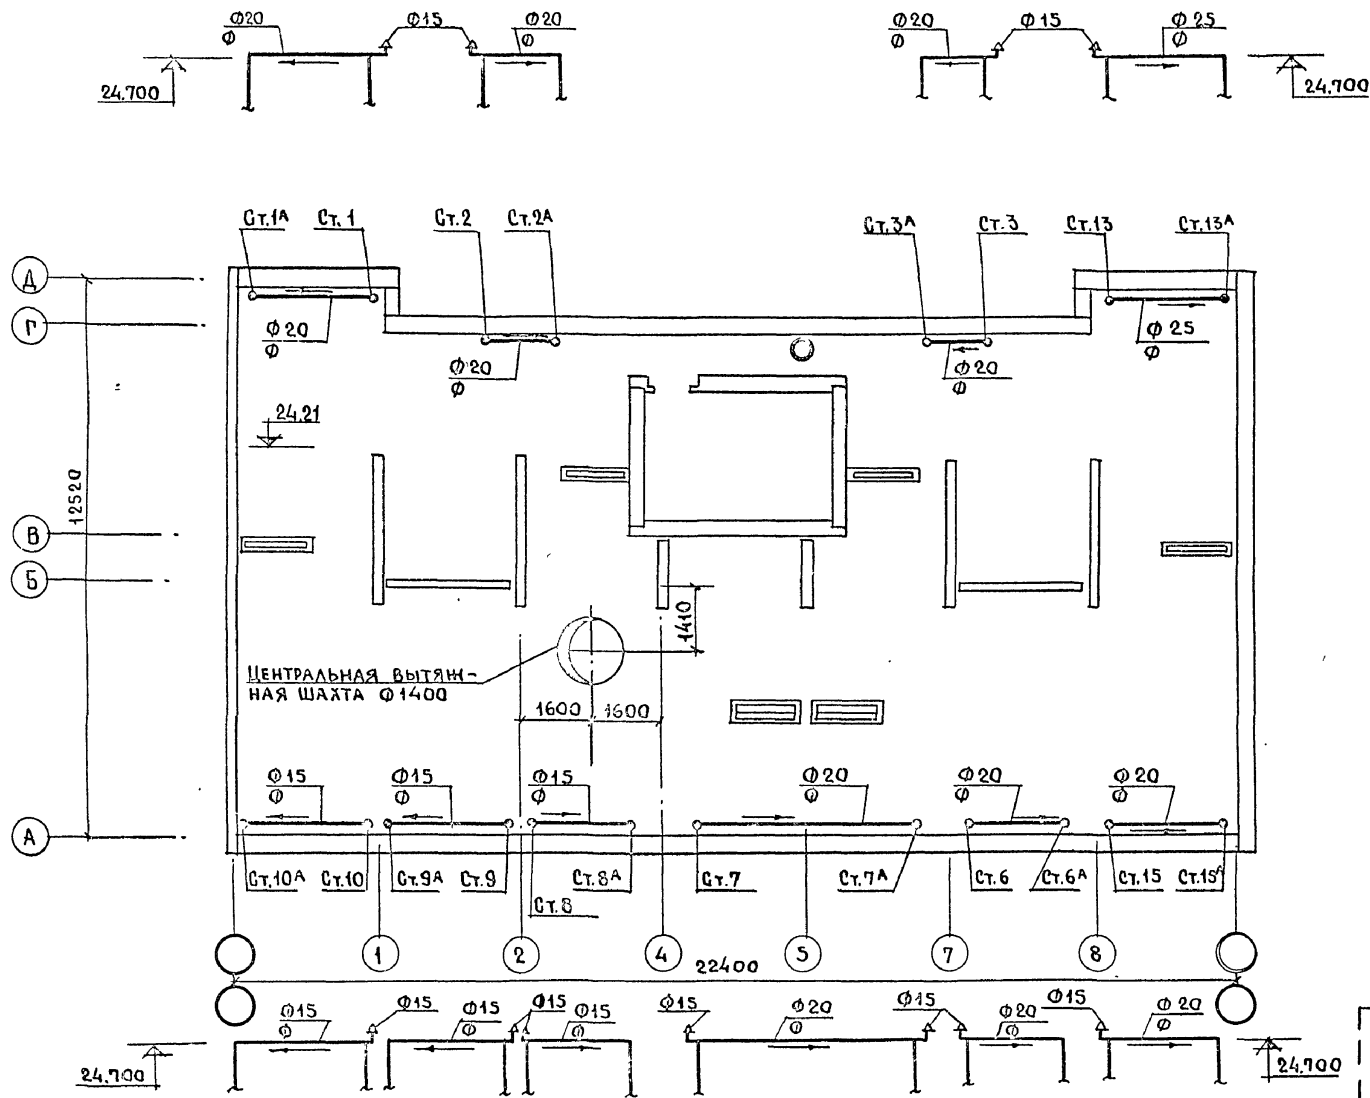 Ф20
Ф
Ф15
Ф20
Ф
Ф20
Ф
Ф15
Ф25
Ф
24.700
24.700
Ст.1А
Ст.1
Ст.2
Ст.2А
Ст.3А
Ст.3
Ст.13
Ст.13А
Д
Г
Ф20
Ф
Ф20
Ф
Ф20
Ф
Ф25
Ф
24.21
12520
В
Б
1410
ЦЕНТРАЛЬНАЯ ВЫТЯЖ-
НАЯ ШАХТА Ф1400
1600
1600
Ф15
Ф
Ф15
Ф
Ф15
Ф
Ф20
Ф
Ф20
Ф
Ф20
Ф
А
Ст.10А
Ст.10
Ст.9А
Ст.9
Ст.8
Ст.8А
Ст.7
Ст.7А
Ст.6
Ст.6А
Ст.15
Ст.15А
1
2
4
5
7
8
22400
Ф15
Ф
Ф15
Ф15
Ф
Ф15
Ф15
Ф
Ф15
Ф20
Ф
Ф15
Ф20
Ф
Ф15
Ф20
Ф
24.700
24.700